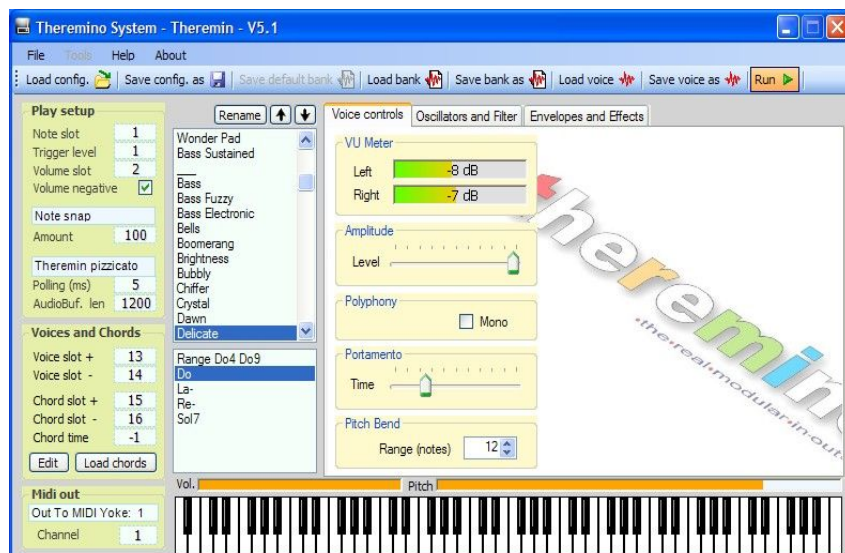 Theremino System - Theremin - V5.1
File Tools Help About
Load config. Save config. as Save default bank Load bank Save bank as Load voice Save voice as Run
Play setup
Note slot 1
Trigger level 1
Volume slot 2
Volume negative
Note snap
Amount 100
Theremin pizzicato
Polling (ms) 5
AudioBuf. len 1200
Voices and Chords
Voice slot + 13
Voice slot - 14
Chord slot + 15
Chord slot - 16
Chord time -1
Edit Load chords
Midi out
Out To MIDI Yoke: 1
Channel 1
Rename
Wonder Pad
Bass Sustained
___
Bass
Bass Fuzzy
Bass Electronic
Bells
Boomerang
Brightness
Bubbly
Chiffer
Crystal
Dawn
Delicate
Range Do4 Do9
Do
La-
Re-
Sol7
Voice controls Oscillators and Filter Envelopes and Effects
VU Meter
Left -8 dB
Right -7 dB
Amplitude
Level
Polyphony
Mono
Portamento
Time
Pitch Bend
Range (notes) 12
theremino
•the•real•modular•in•out
Vol. Pitch